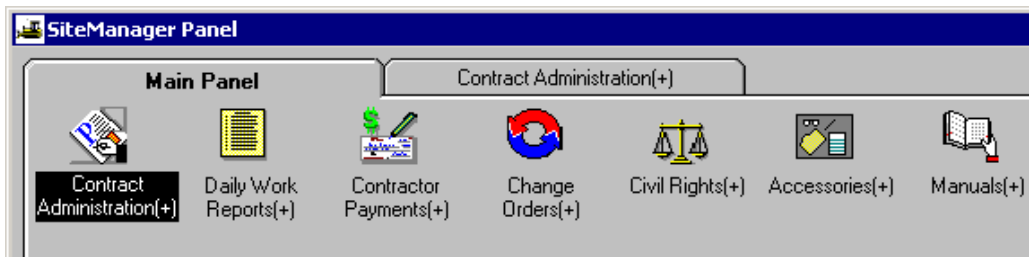 SiteManager Panel
Main Panel
Contract Administration(+)
Contract
Administration(+)
Daily Work
Reports(+)
Contractor
Payments(+)
Change
Orders(+)
Civil Rights(+)
Accessories(+)
Manuals(+)